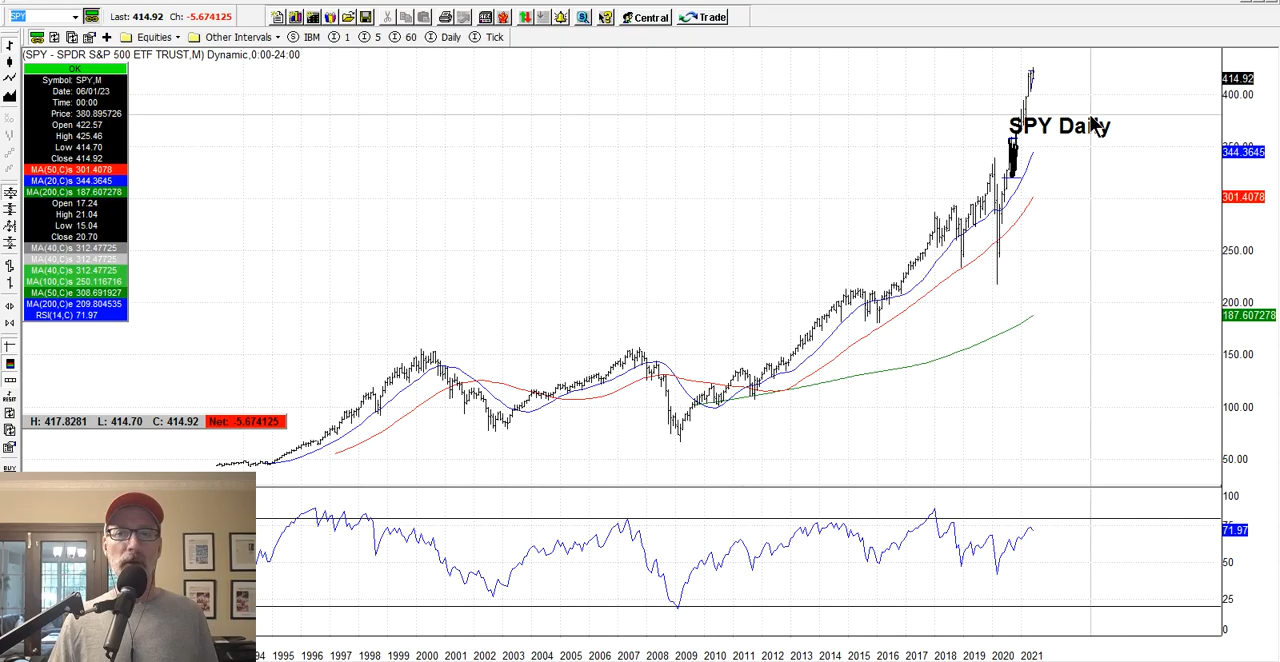 SPY Last: 414.92 Ch: -5.674125 Central Trade
Equities Other Intervals S IBM I 1 I 5 I 60 I Daily I Tick
(SPY - SPDR S&P 500 ETF TRUST,M) Dynamic,0:00-24:00
OK
Symbol: SPY,M
Date: 06/01/23
Time: 00:00
Price: 380.895726
Open 422.57
High 425.46
Low 414.70
Close 414.92
MA(50,C)s 301.4078
MA(20,C)s 344.3645
MA(200,C)s 187.607278
Open 17.24
High 21.04
Low 15.04
Close 20.70
MA(40,C)s 312.47725
MA(40,C)s 312.47725
MA(40,C)s 312.47725
MA(100,C)s 250.116716
MA(50,C)e 308.691927
MA(200,C)e 209.804535
RSI(14,C) 71.97
SPY Daily
414.92
400.00
344.3645
301.4078
250.00
200.00
187.607278
150.00
100.00
50.00
H: 417.8281 L: 414.70 C: 414.92 Net: -5.674125
RESET
BUY
100
71.97
50
25
0
94 1995 1996 1997 1998 1999 2000 2001 2002 2003 2004 2005 2006 2007 2008 2009 2010 2011 2012 2013 2014 2015 2016 2017 2018 2019 2020 2021